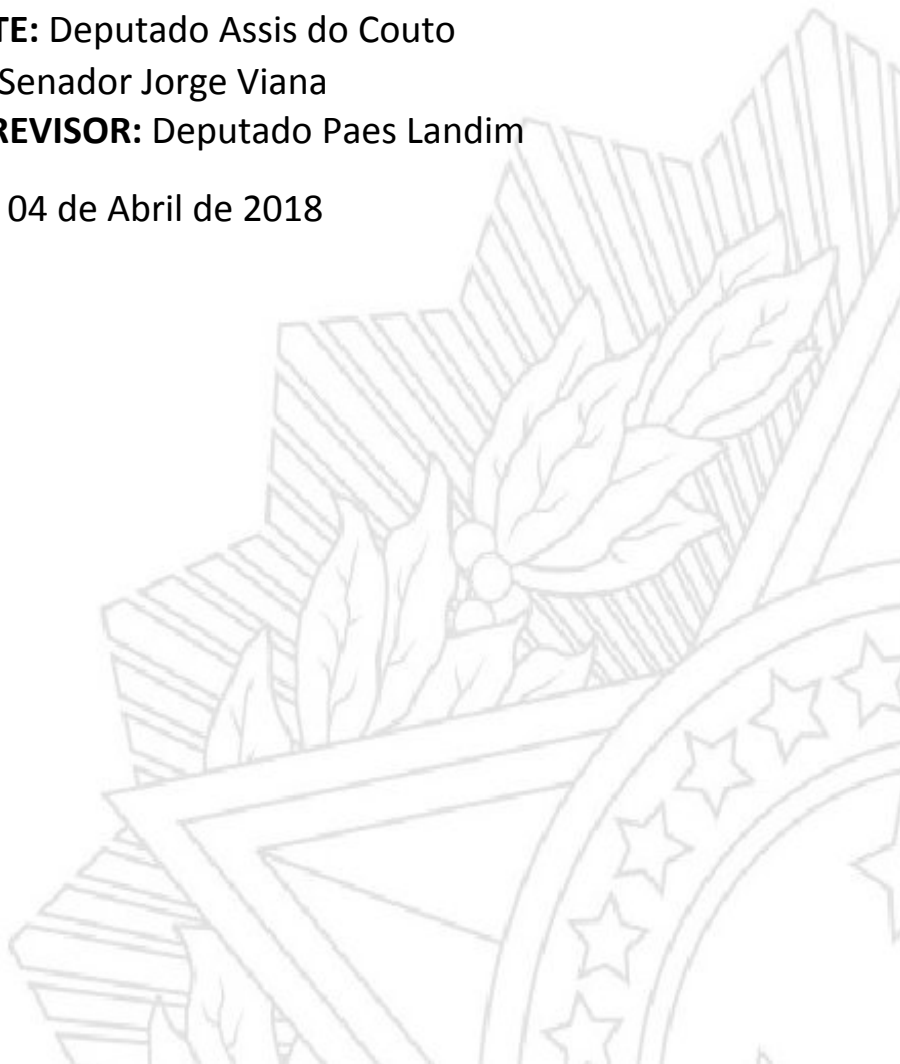 TE: Deputado Assis do Couto
Senador Jorge Viana
REVISOR: Deputado Paes Landim
04 de Abril de 2018